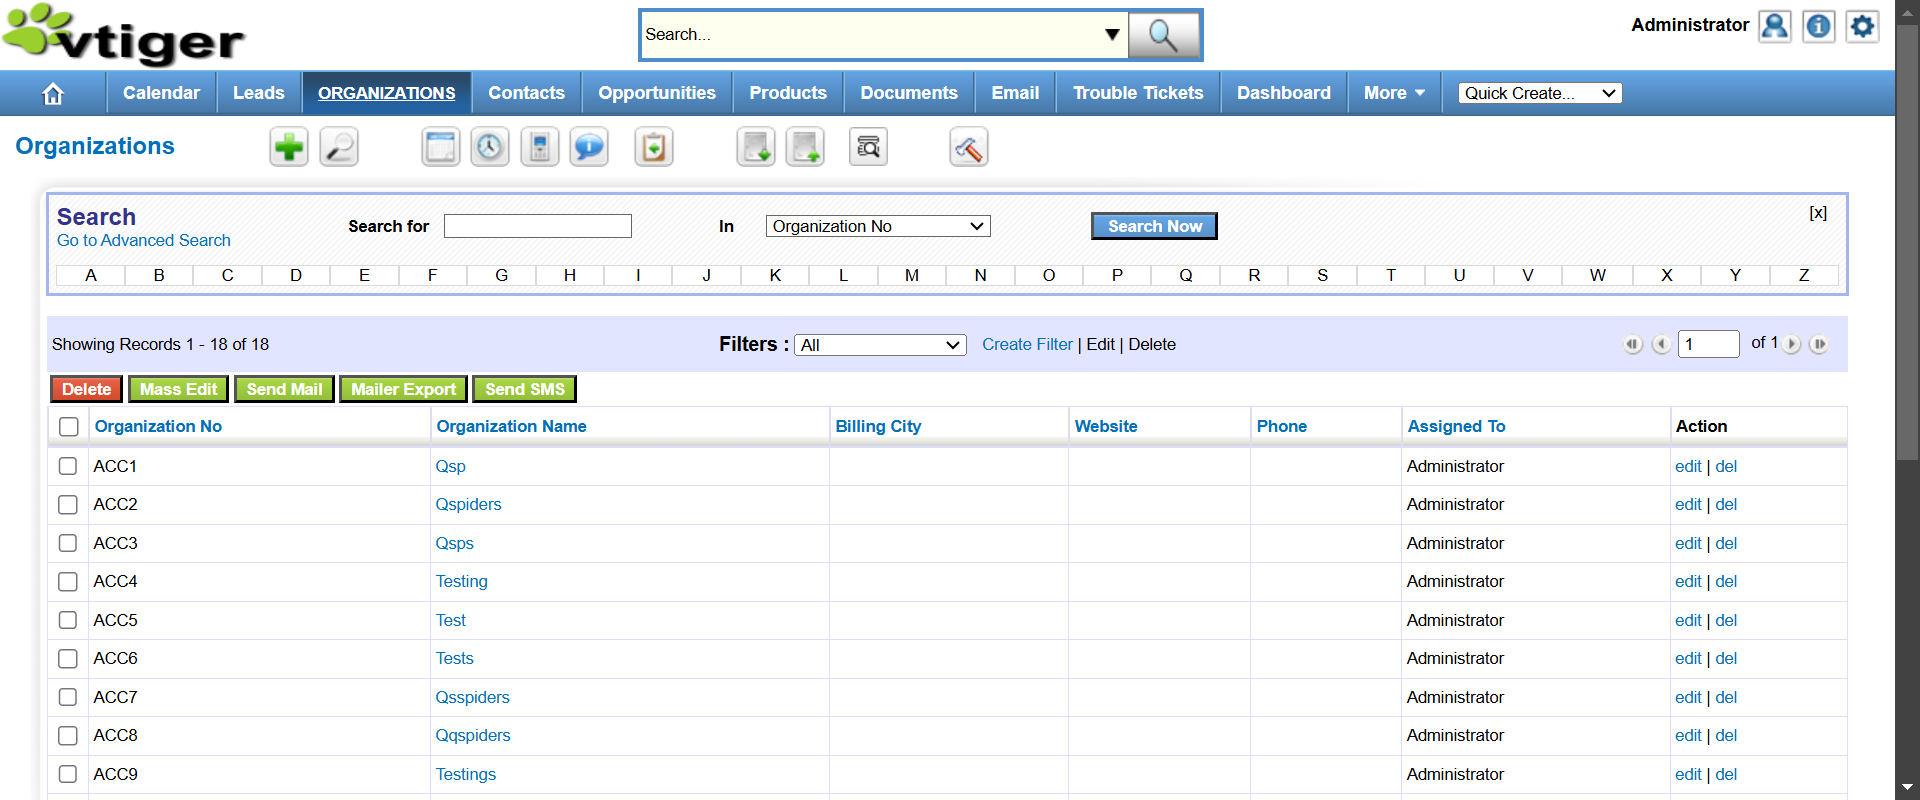 vtiger
Search...
Administrator
Calendar Leads ORGANIZATIONS Contacts Opportunities Products Documents Email Trouble Tickets Dashboard More Quick Create...
Organizations
Search
Go to Advanced Search
Search for In Organization No Search Now [x]
A B C D E F G H I J K L M N O P Q R S T U V W X Y Z
Showing Records 1 - 18 of 18 Filters : All Create Filter | Edit | Delete 1 of 1
Delete Mass Edit Send Mail Mailer Export Send SMS
Organization No Organization Name Billing City Website Phone Assigned To Action
ACC1 Qsp Administrator edit | del
ACC2 Qspiders Administrator edit | del
ACC3 Qsps Administrator edit | del
ACC4 Testing Administrator edit | del
ACC5 Test Administrator edit | del
ACC6 Tests Administrator edit | del
ACC7 Qsspiders Administrator edit | del
ACC8 Qqspiders Administrator edit | del
ACC9 Testings Administrator edit | del